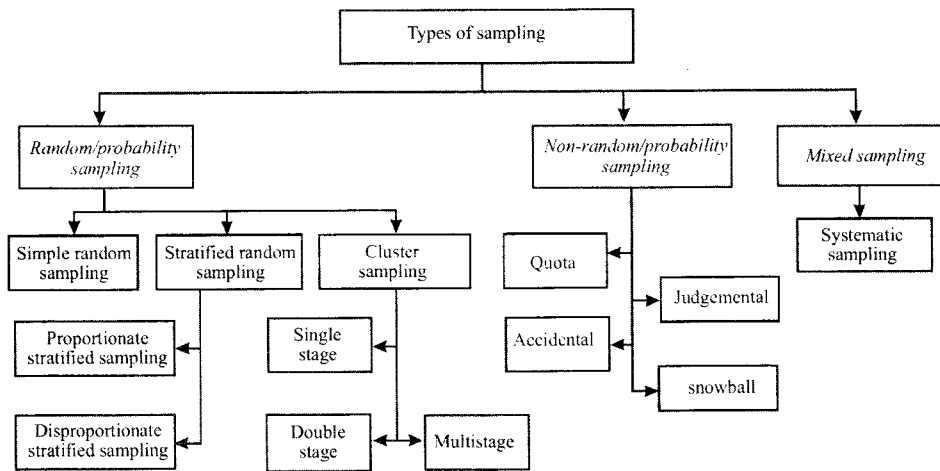 Types of sampling
Random/probability
sampling
Non-random/probability
sampling
Mixed sampling
Simple random
sampling
Stratified random
sampling
Cluster
sampling
Systematic
sampling
Quota
Judgemental
Accidental
snowball
Proportionate
stratified sampling
Single
stage
Disproportionate
stratified sampling
Double
stage
Multistage